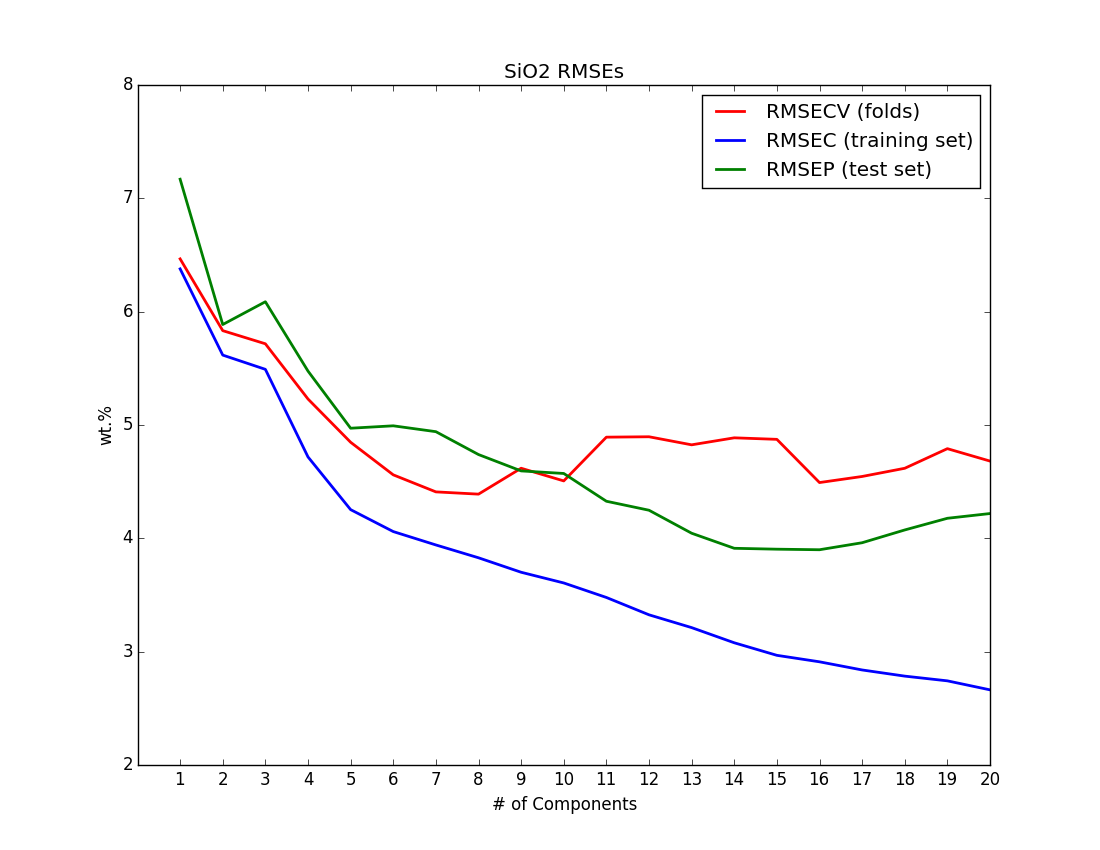 SiO2 RMSEs
RMSECV (folds)
RMSEC (training set)
RMSEP (test set)
8
7
6
5
4
3
2
wt.%
1 2 3 4 5 6 7 8 9 10 11 12 13 14 15 16 17 18 19 20
# of Components